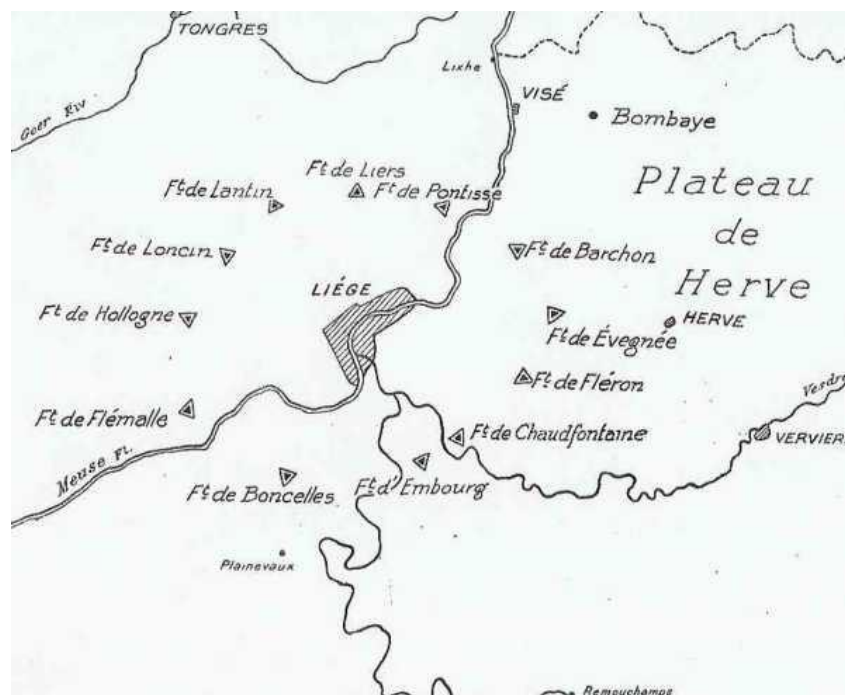 TONGRES
Lixhe
Geer Riv
VISÉ
Bombaye
Ft de Liers
Ft de Lantin
Ft de Pontisse
Plateau
de
Herve
Ft de Loncin
Ft de Barchon
LIÉGE
Ft de Hollogne
HERVE
Ft de Évegnée
Ft de Fléron
Vesdre
Ft de Flémalle
Ft de Chaudfontaine
VERVIERS
Meuse Fl.
Ft de Boncelles
Ft d'Embourg
Plainevaux
Remouchamps